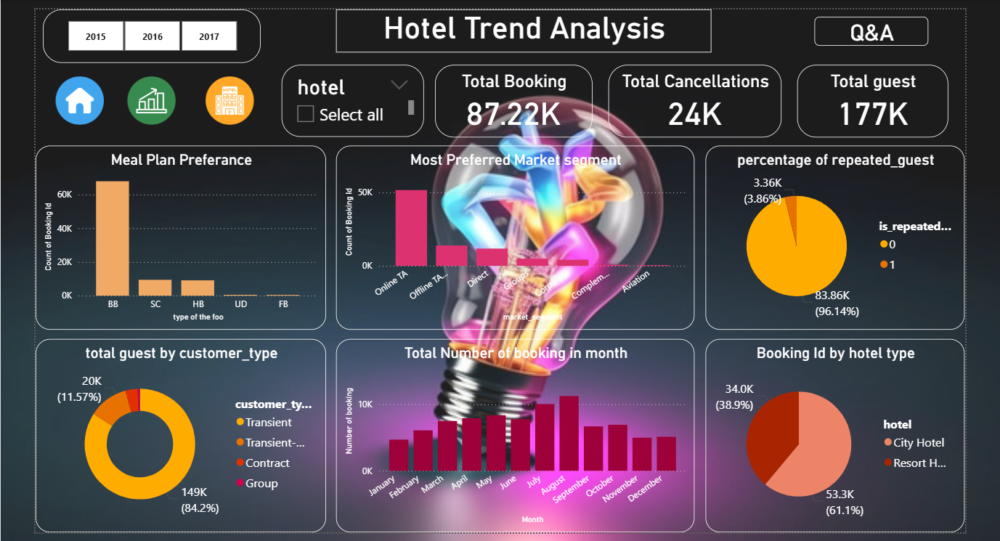 2015 2016 2017
Hotel Trend Analysis
Q&A
HOTEL
hotel
Select all
Total Booking
87.22K
Total Cancellations
24K
Total guest
177K
Meal Plan Preferance
Count of Booking Id
60K
40K
20K
0K
BB SC HB UD FB
type of the foo
Most Preferred Market segment
Count of Booking Id
50K
0K
Online TA Offline TA... Direct Groups Corpo... Complem... Aviation
market_segment
percentage of repeated_guest
3.36K
(3.86%)
83.86K
(96.14%)
is_repeated...
0
1
total guest by customer_type
20K
(11.57%)
149K
(84.2%)
customer_ty...
Transient
Transient-...
Contract
Group
Total Number of booking in month
Number of booking
10K
0K
January February March April May June July August September October November December
Month
Booking Id by hotel type
34.0K
(38.9%)
53.3K
(61.1%)
hotel
City Hotel
Resort H...